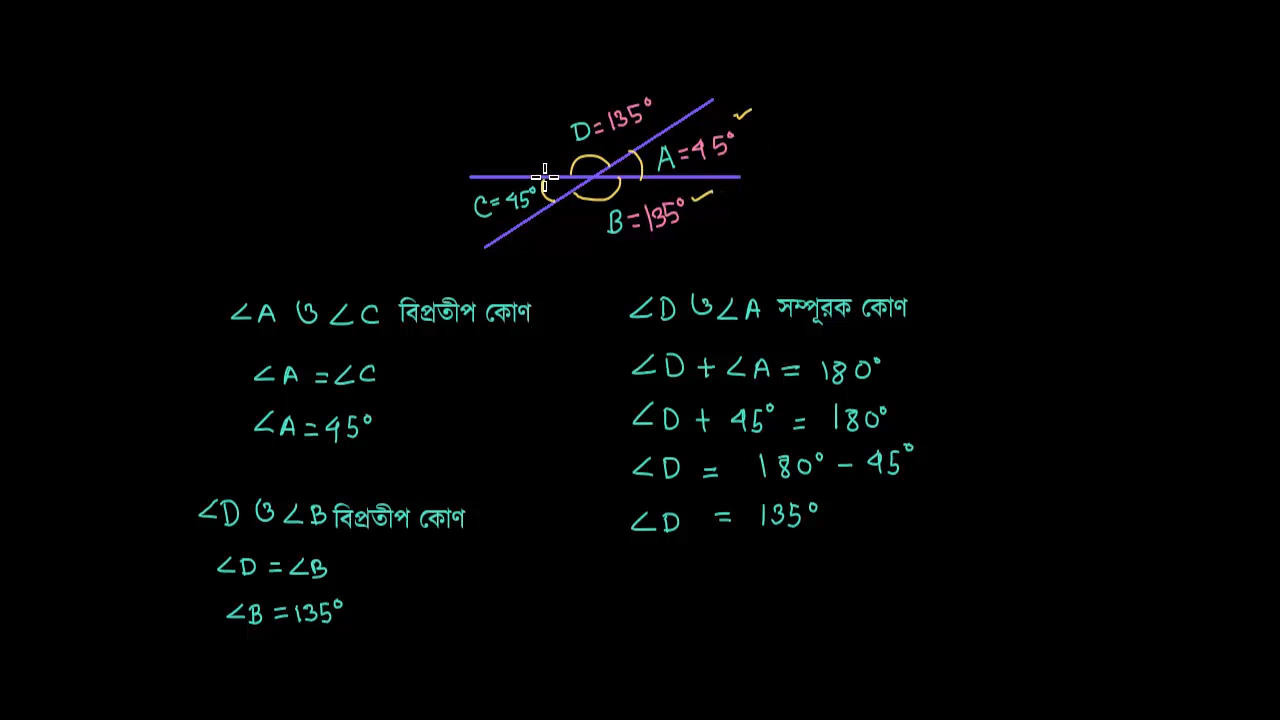 D=135°
A=45°
C=45°
B=135°
∠A ও ∠C বিপ্রতীপ কোণ
∠A =∠C
∠A=45°
∠D ও ∠B বিপ্রতীপ কোণ
∠D =∠B
∠B =135°
∠D ও ∠A সম্পূরক কোণ
∠D + ∠A = 180°
∠D + 45° = 180°
∠D = 180° - 45°
∠D = 135°